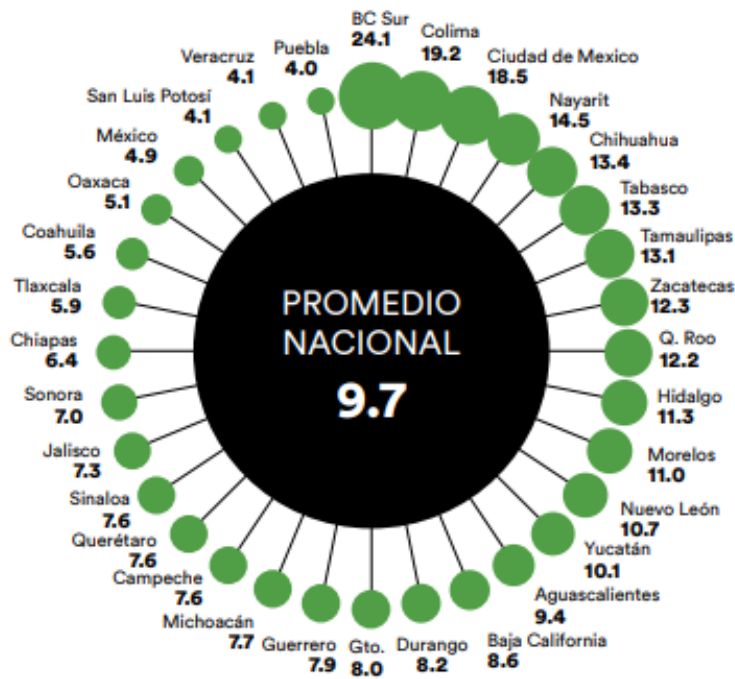 PROMEDIO
NACIONAL
9.7
BC Sur
24.1
Colima
19.2
Ciudad de Mexico
18.5
Nayarit
14.5
Chihuahua
13.4
Tabasco
13.3
Tamaulipas
13.1
Zacatecas
12.3
Q. Roo
12.2
Hidalgo
11.3
Morelos
11.0
Nuevo León
10.7
Yucatán
10.1
Aguascalientes
9.4
Baja California
8.6
Durango
8.2
Gto.
8.0
Guerrero
7.9
Michoacán
7.7
Campeche
7.6
Querétaro
7.6
Sinaloa
7.6
Jalisco
7.3
Sonora
7.0
Chiapas
6.4
Tlaxcala
5.9
Coahuila
5.6
Oaxaca
5.1
México
4.9
San Luis Potosí
4.1
Veracruz
4.1
Puebla
4.0